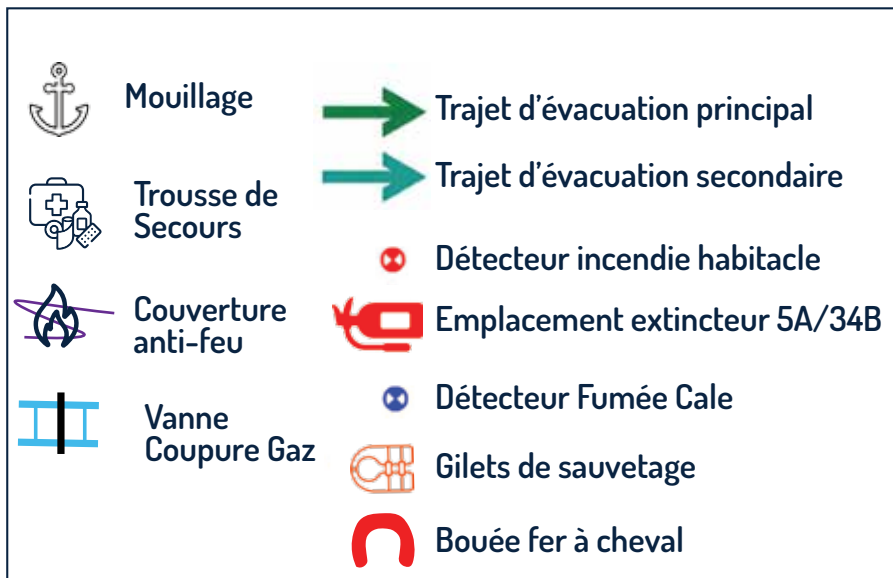 Mouillage
Trousse de
Secours
Couverture
anti-feu
Vanne
Coupure Gaz
Trajet d'évacuation principal
Trajet d'évacuation secondaire
Détecteur incendie habitacle
Emplacement extincteur 5A/34B
Détecteur Fumée Cale
Gilets de sauvetage
Bouée fer à cheval